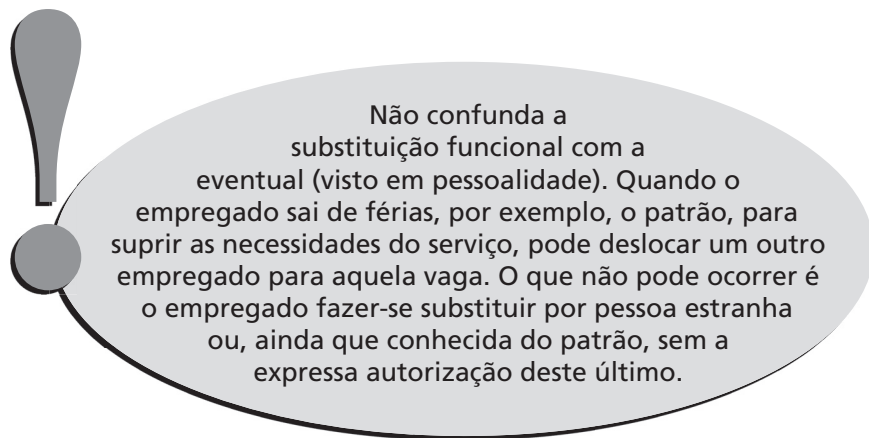 Não confunda a
substituição funcional com a
eventual (visto em pessoalidade). Quando o
empregado sai de férias, por exemplo, o patrão, para
suprir as necessidades do serviço, pode deslocar um outro
empregado para aquela vaga. O que não pode ocorrer é
o empregado fazer-se substituir por pessoa estranha
ou, ainda que conhecida do patrão, sem a
expressa autorização deste último.